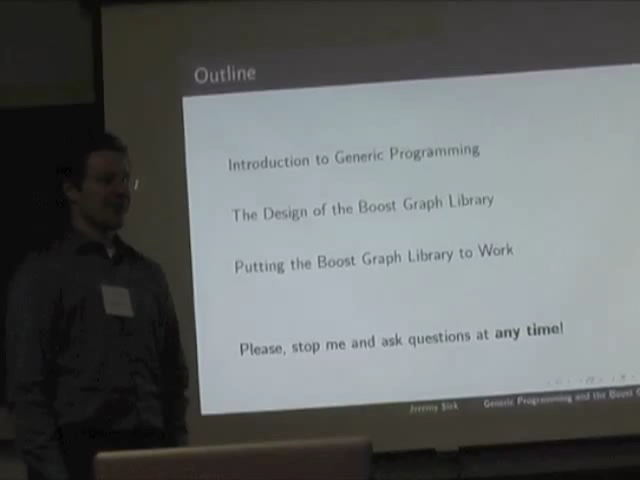 Outline
Introduction to Generic Programming
The Design of the Boost Graph Library
Putting the Boost Graph Library to Work
Please, stop me and ask questions at any time!
Jeremy Siek Generic Programming and the Boost G